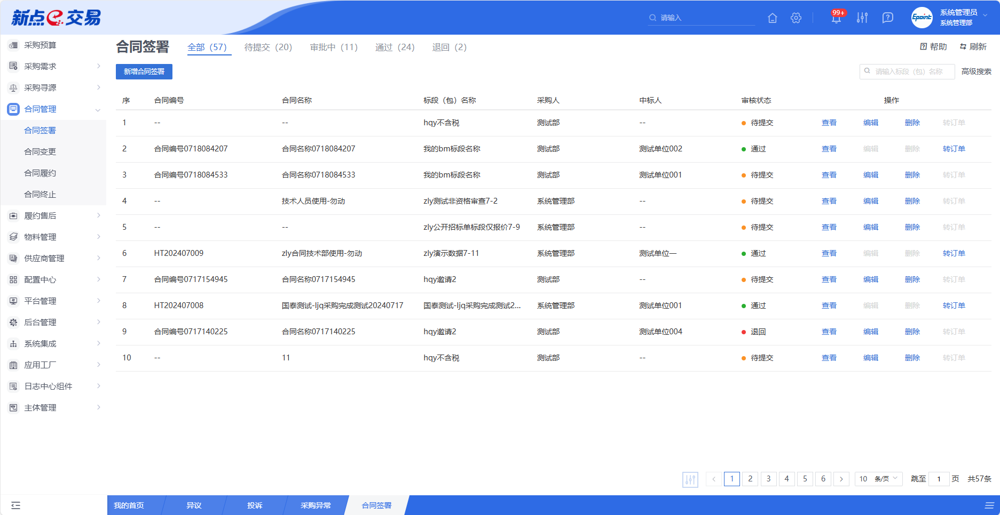 新点e交易
请输入
99+
Epoint
系统管理员
系统管理部
采购预算
采购需求
采购寻源
合同管理
合同签署
合同变更
合同履约
合同终止
履约售后
物料管理
供应商管理
配置中心
平台管理
后台管理
系统集成
应用工厂
日志中心组件
主体管理
合同签署 全部（57） 待提交（20） 审批中（11） 通过（24） 退回（2） 帮助 刷新
新增合同签署 请输入标段（包）名称 高级搜索
序 合同编号 合同名称 标段（包）名称 采购人 中标人 审核状态 操作
1 -- -- hqy不含税 测试部 -- 待提交 查看 编辑 删除 转订单
2 合同编号0718084207 合同名称0718084207 我的bm标段名称 测试部 测试单位002 通过 查看 编辑 删除 转订单
3 合同编号0718084533 合同名称0718084533 我的bm标段名称 测试部 测试单位001 待提交 查看 编辑 删除 转订单
4 -- 技术人员使用-勿动 zly测试非资格审查7-2 系统管理部 -- 待提交 查看 编辑 删除 转订单
5 -- -- zly公开招标单标段仅报价7-9 系统管理部 -- 待提交 查看 编辑 删除 转订单
6 HT202407009 zly合同技术部使用-勿动 zly演示数据7-11 系统管理部 测试单位一 通过 查看 编辑 删除 转订单
7 合同编号0717154945 合同名称0717154945 hqy邀请2 测试部 -- 待提交 查看 编辑 删除 转订单
8 HT202407008 国泰测试-ljq采购完成测试20240717 国泰测试-ljq采购完成测试2... 系统管理部 测试单位001 通过 查看 编辑 删除 转订单
9 合同编号0717140225 合同名称0717140225 hqy邀请2 测试部 测试单位004 退回 查看 编辑 删除 转订单
10 -- 11 hqy不含税 测试部 -- 待提交 查看 编辑 删除 转订单
1 2 3 4 5 6 10 条/页 跳至 1 页 共57条
我的首页 异议 投诉 采购异常 合同签署